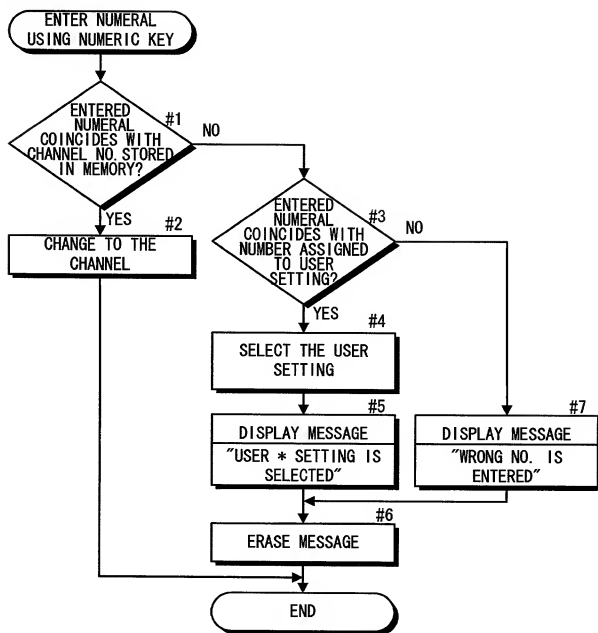 ENTER NUMERAL
USING NUMERIC KEY
#1
ENTERED
NUMERAL
COINCIDES WITH
CHANNEL NO. STORED
IN MEMORY?
NO
YES
#2
CHANGE TO THE
CHANNEL
#3
ENTERED
NUMERAL
COINCIDES WITH
NUMBER ASSIGNED
TO USER
SETTING?
NO
YES
#4
SELECT THE USER
SETTING
#5
DISPLAY MESSAGE
"USER * SETTING IS
SELECTED"
#7
DISPLAY MESSAGE
"WRONG NO. IS
ENTERED"
#6
ERASE MESSAGE
END